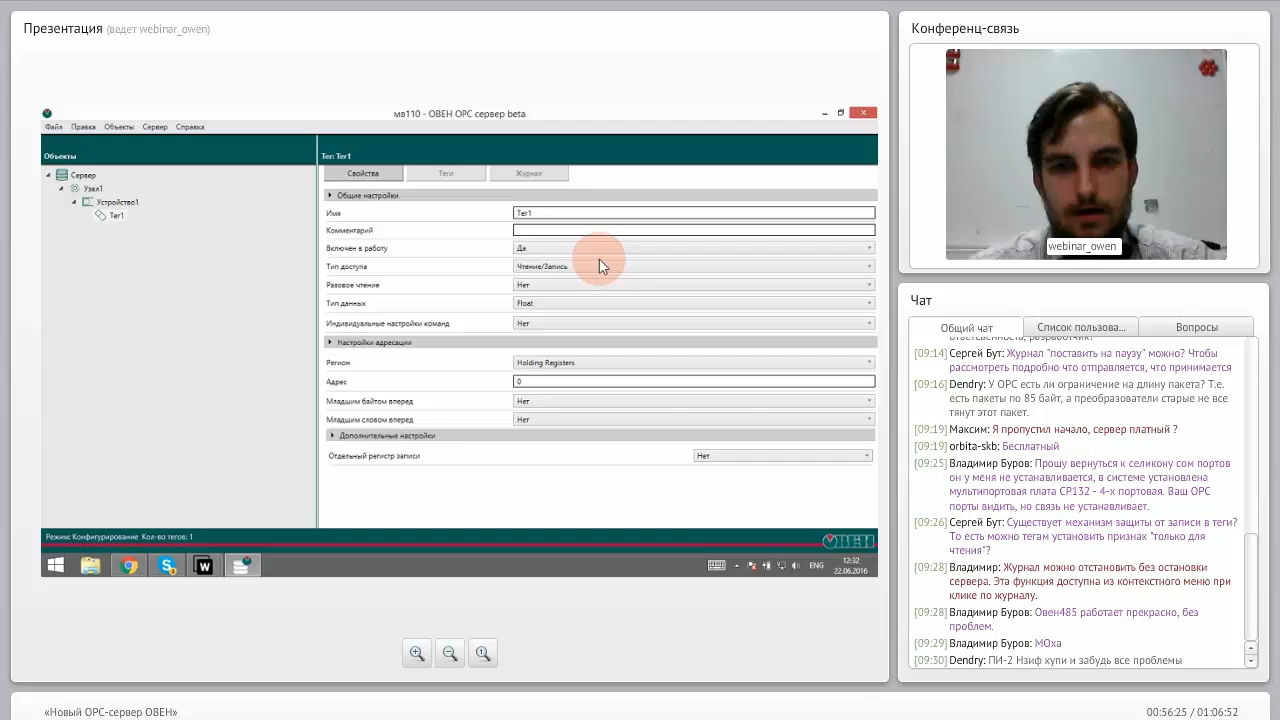 Презентация (ведет webinar_owen)
мв110 - ОВЕН OPC сервер beta
Файл Правка Объекты Сервер Справка
Объекты
Сервер
Узел1
Устройство1
Тег1
Тег: Тег1
Свойства Теги Журнал
Общие настройки
Имя Тег1
Комментарий
Включен в работу Да
Тип доступа Чтение/Запись
Разовое чтение Нет
Тип данных Float
Индивидуальные настройки команд Нет
Настройки адресации
Регион Holding Registers
Адрес 0
Младшим байтом вперед Нет
Младшим словом вперед Нет
Дополнительные настройки
Отдельный регистр записи Нет
Режим: Конфигурирование Кол-во тегов: 1
ОВЕН
ENG
12:32
22.06.2016
Конференц-связь
webinar_owen
Чат
Общий чат Список пользова... Вопросы
ответсвенность, разработчик?
[09:14] Сергей Бут: Журнал "поставить на паузу" можно? Чтобы
рассмотреть подробно что отправляется, что принимается
[09:16] Dendry: У OPC есть ли ограничение на длину пакета? Т.е.
есть пакеты по 85 байт, а преобразователи старые не все
тянут этот пакет.
[09:19] Максим: Я пропустил начало, сервер платный ?
[09:19] orbita-skb: Бесплатный
[09:25] Владимир Буров: Прошу вернуться к селикону сом портов
он у меня не устанавливается, в системе установлена
мультипортовая плата CP132 - 4-х портовая. Ваш OPC
порты видить, но связь не устанавливает.
[09:26] Сергей Бут: Существует механизм защиты от записи в теги?
То есть можно тегам установить признак "только для
чтения"?
[09:28] Владимир: Журнал можно отстановить без остановки
сервера. Эта функция доступна из контекстного меню при
клике по журналу.
[09:28] Владимир Буров: Овен485 работает прекрасно, без
проблем.
[09:29] Владимир Буров: МОха
[09:30] Dendry: ПИ-2 Нзиф купи и забудь все проблемы
«Новый OPC-сервер ОВЕН»
00:56:25 / 01:06:52